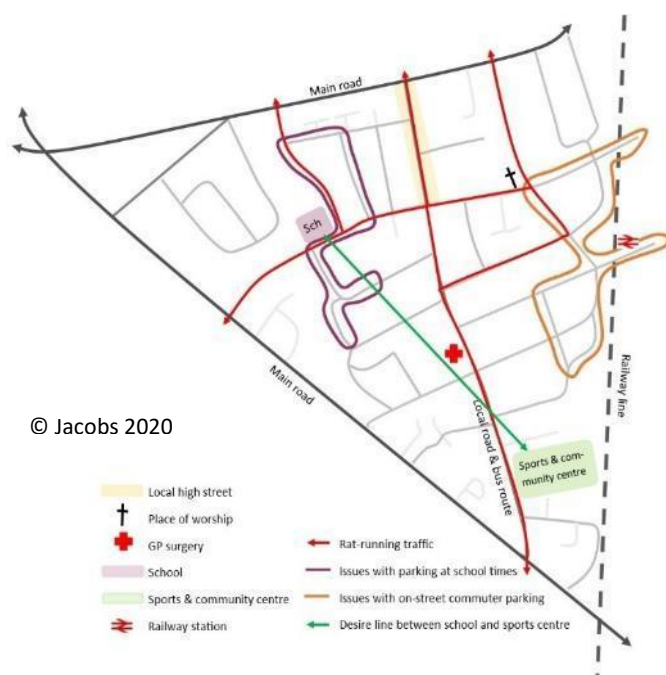 Main road
Sch
Railway line
Main road
© Jacobs 2020
Local road & bus route
Sports & com-
munity centre
Local high street
Place of worship
GP surgery
Rat-running traffic
School
Issues with parking at school times
Sports & community centre
Issues with on-street commuter parking
Railway station
Desire line between school and sports centre